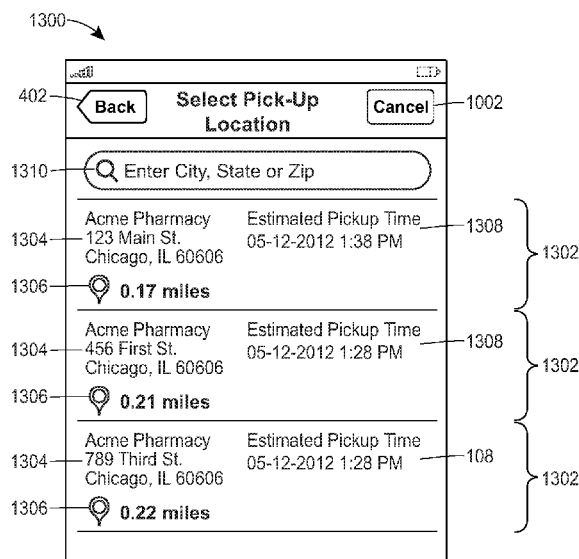 1300
402
Back
Select Pick-Up
Location
Cancel
1002
1310
Enter City, State or Zip
Acme Pharmacy
Estimated Pickup Time
1308
1304
123 Main St.
05-12-2012 1:38 PM
Chicago, IL 60606
1302
1306
0.17 miles
Acme Pharmacy
Estimated Pickup Time
1308
1304
456 First St.
05-12-2012 1:28 PM
Chicago, IL 60606
1302
1306
0.21 miles
Acme Pharmacy
Estimated Pickup Time
1304
789 Third St.
05-12-2012 1:28 PM
108
Chicago, IL 60606
1302
1306
0.22 miles